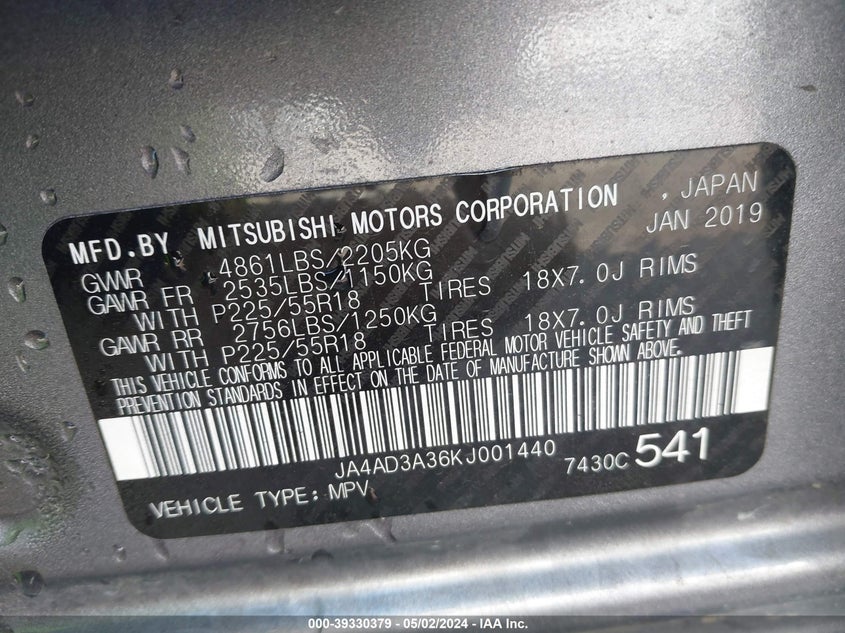 MFD.BY MITSUBISHI MOTORS CORPORATION , JAPAN
JAN 2019
GVWR 4861LBS/2205KG
GAWR FR 2535LBS/1150KG
WITH P225/55R18 TIRES 18X7.0J RIMS
GAWR RR 2756LBS/1250KG
WITH P225/55R18 TIRES 18X7.0J RIMS
THIS VEHICLE CONFORMS TO ALL APPLICABLE FEDERAL MOTOR VEHICLE SAFETY AND THEFT
PREVENTION STANDARDS IN EFFECT ON THE DATE OF MANUFACTURE SHOWN ABOVE.
JA4AD3A36KJ001440 7430C 541
VEHICLE TYPE: MPV
000-39330379 — 05/02/2024 — IAA Inc.